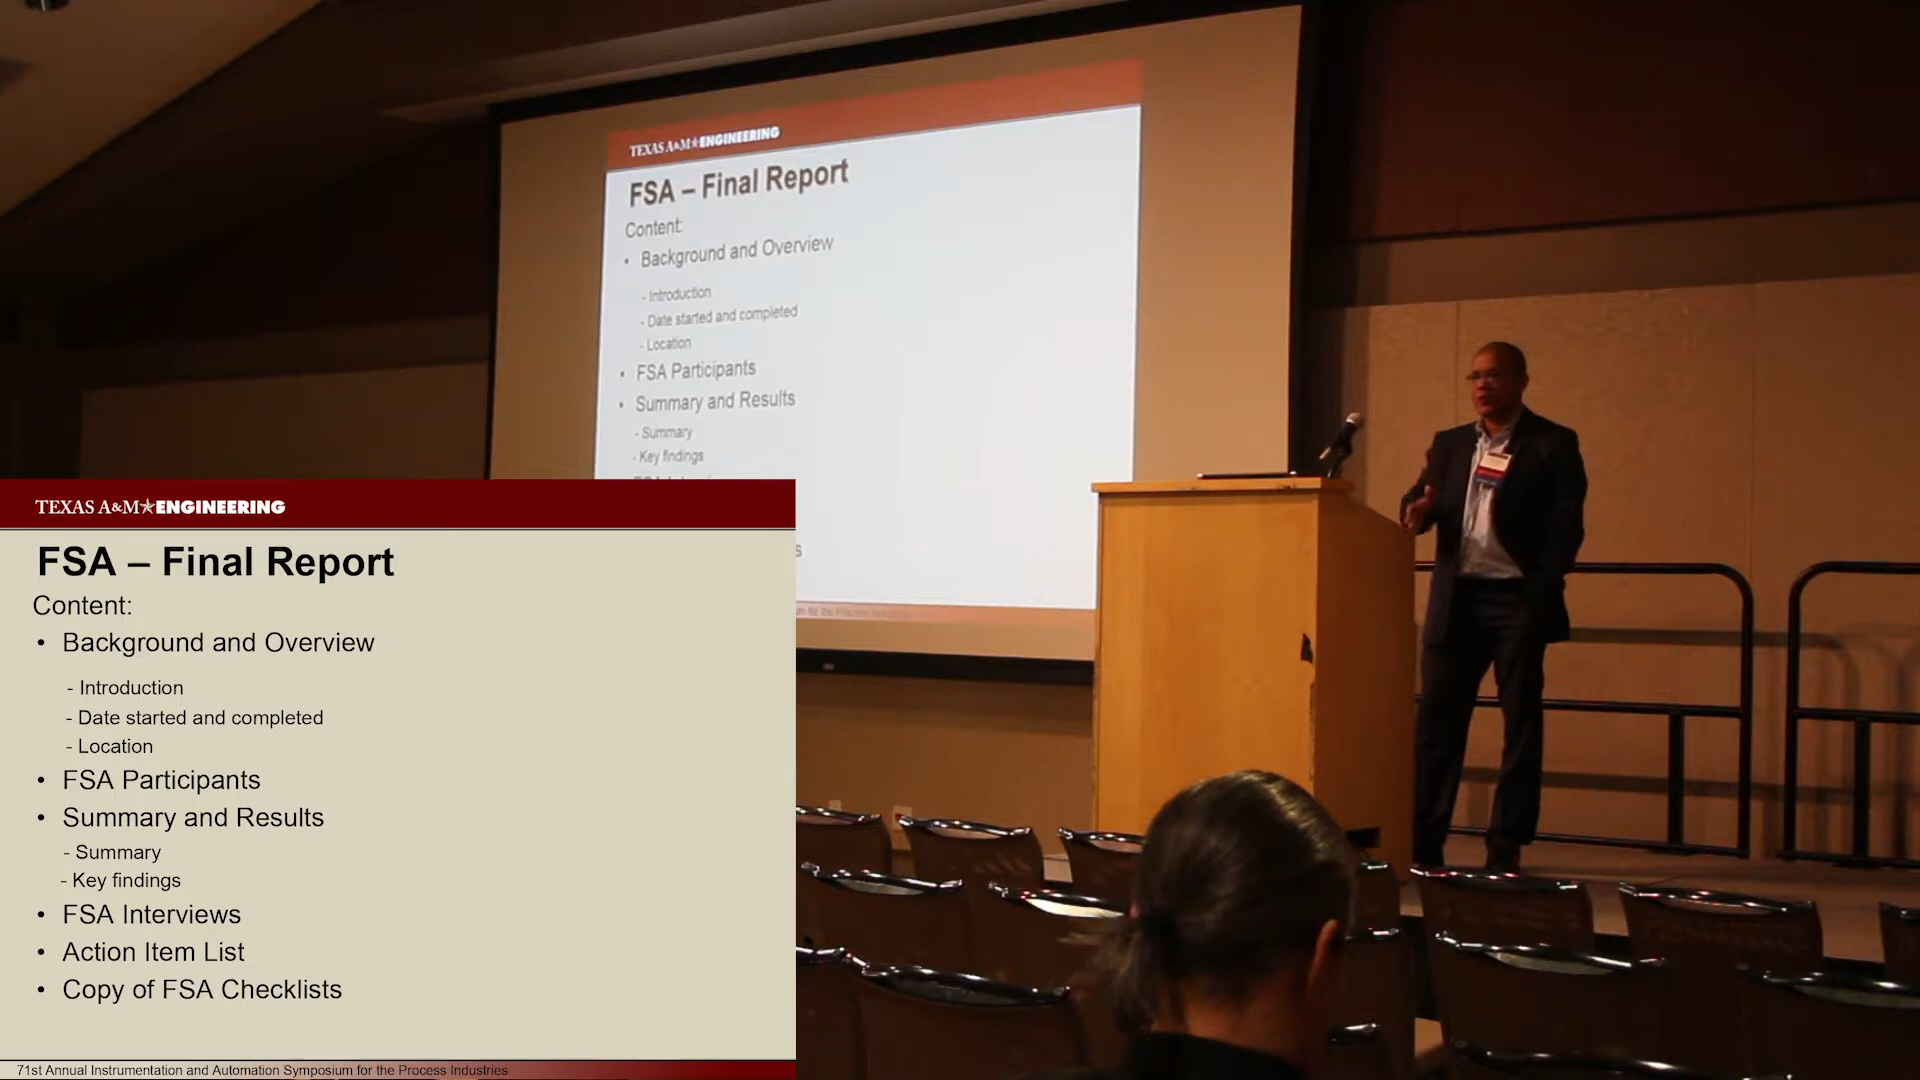 TEXAS A&M★ENGINEERING
FSA – Final Report
Content:
• Background and Overview
- Introduction
- Date started and completed
- Location
• FSA Participants
• Summary and Results
- Summary
- Key findings
TEXAS A&M★ENGINEERING
FSA – Final Report
Content:
• Background and Overview
- Introduction
- Date started and completed
- Location
• FSA Participants
• Summary and Results
- Summary
- Key findings
• FSA Interviews
• Action Item List
• Copy of FSA Checklists
71st Annual Instrumentation and Automation Symposium for the Process Industries